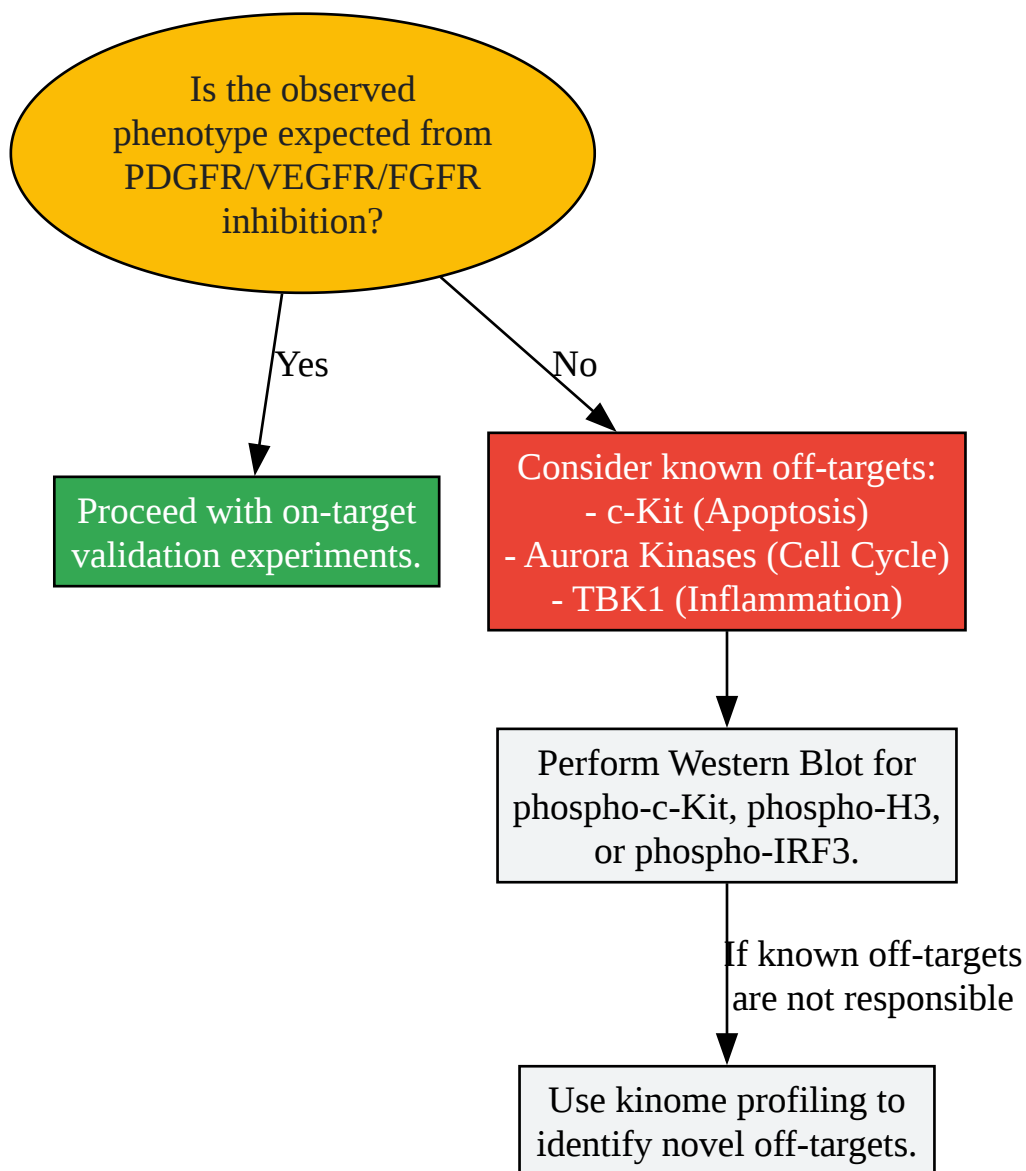 Is the observed
phenotype expected from
PDGFR/VEGFR/FGFR
inhibition?
Yes
No
Proceed with on-target
validation experiments.
Consider known off-targets:
- c-Kit (Apoptosis)
- Aurora Kinases (Cell Cycle)
- TBK1 (Inflammation)
Perform Western Blot for
phospho-c-Kit, phospho-H3,
or phospho-IRF3.
If known off-targets
are not responsible
Use kinome profiling to
identify novel off-targets.